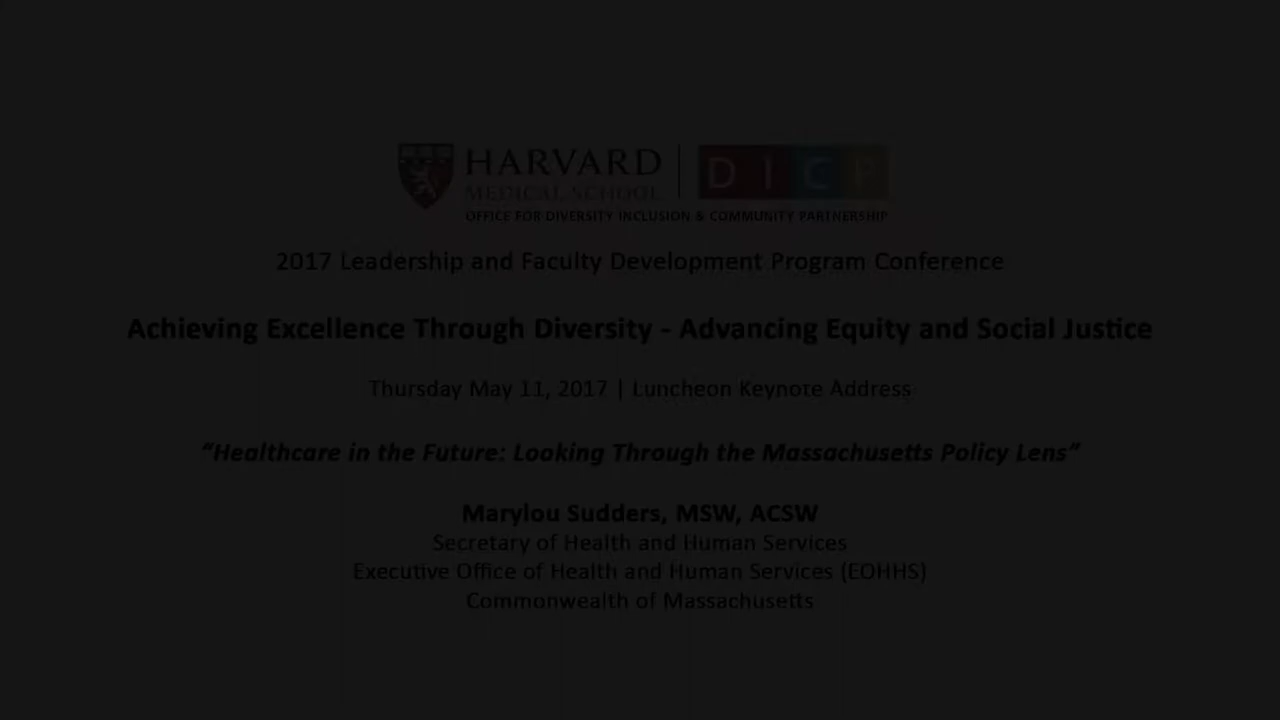 HARVARD
MEDICAL SCHOOL
DICP
OFFICE FOR DIVERSITY INCLUSION & COMMUNITY PARTNERSHIP
2017 Leadership and Faculty Development Program Conference
Achieving Excellence Through Diversity - Advancing Equity and Social Justice
Thursday May 11, 2017 | Luncheon Keynote Address
“Healthcare in the Future: Looking Through the Massachusetts Policy Lens”
Marylou Sudders, MSW, ACSW
Secretary of Health and Human Services
Executive Office of Health and Human Services (EOHHS)
Commonwealth of Massachusetts